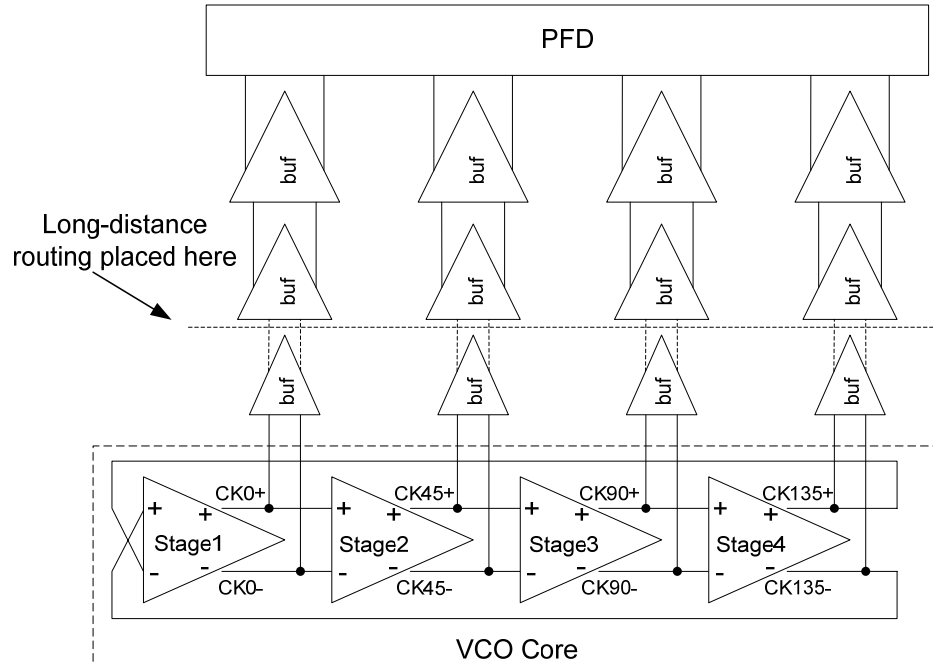 PFD
buf buf buf buf
Long-distance
routing placed here
buf buf buf buf
buf buf buf buf
CK0+ CK45+ CK90+ CK135+
+ + + + + + + +
Stage1 Stage2 Stage3 Stage4
- - - - - - - -
CK0- CK45- CK90- CK135-
VCO Core